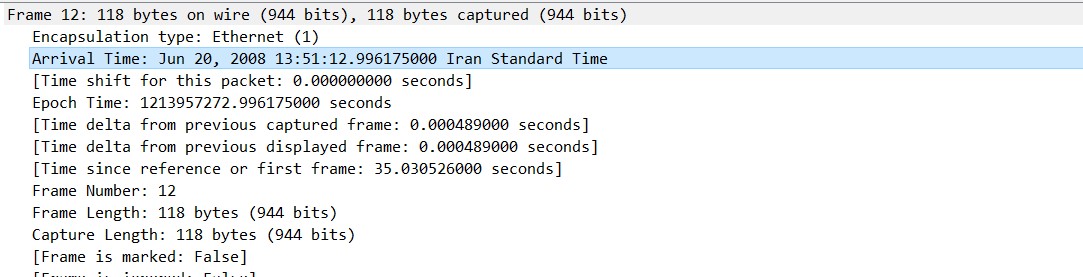 Frame 12: 118 bytes on wire (944 bits), 118 bytes captured (944 bits)
Encapsulation type: Ethernet (1)
Arrival Time: Jun 20, 2008 13:51:12.996175000 Iran Standard Time
[Time shift for this packet: 0.000000000 seconds]
Epoch Time: 1213957272.996175000 seconds
[Time delta from previous captured frame: 0.000489000 seconds]
[Time delta from previous displayed frame: 0.000489000 seconds]
[Time since reference or first frame: 35.030526000 seconds]
Frame Number: 12
Frame Length: 118 bytes (944 bits)
Capture Length: 118 bytes (944 bits)
[Frame is marked: False]